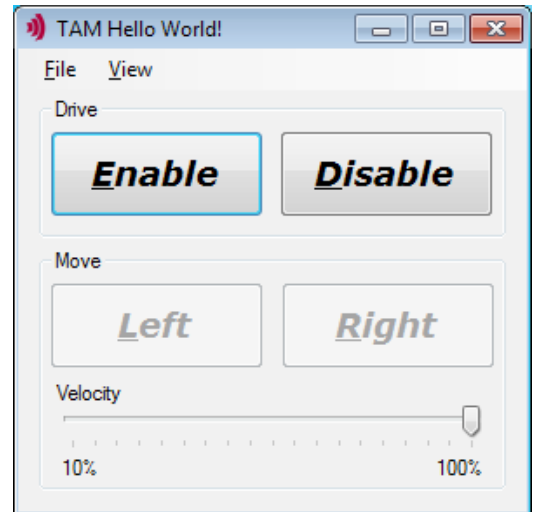 TAM Hello World!
File View
Drive
Enable Disable
Move
Left Right
Velocity
10% 100%